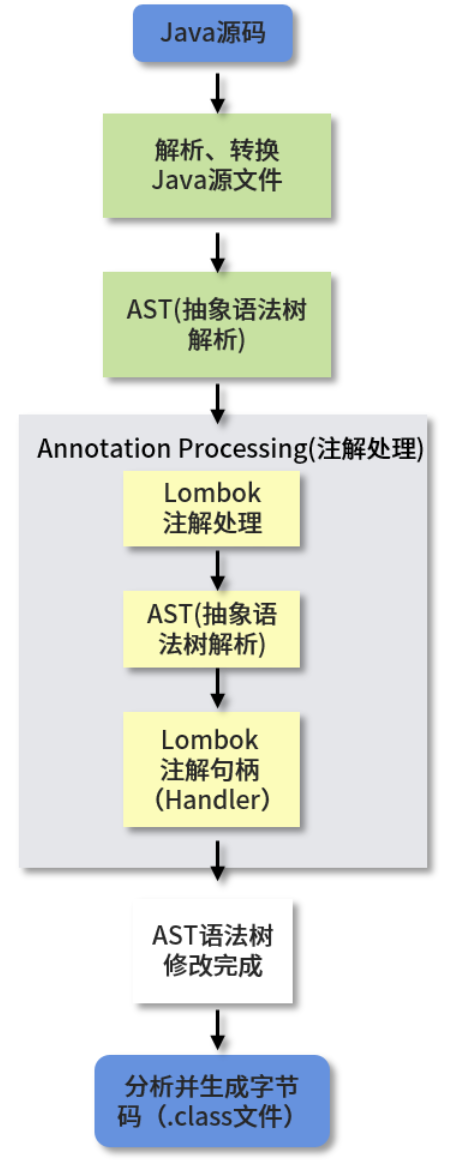 Java源码
解析、转换
Java源文件
AST(抽象语法树
解析)
Annotation Processing(注解处理)
Lombok
注解处理
AST(抽象语
法树解析)
Lombok
注解句柄
（Handler）
AST语法树
修改完成
分析并生成字节
码（.class文件）